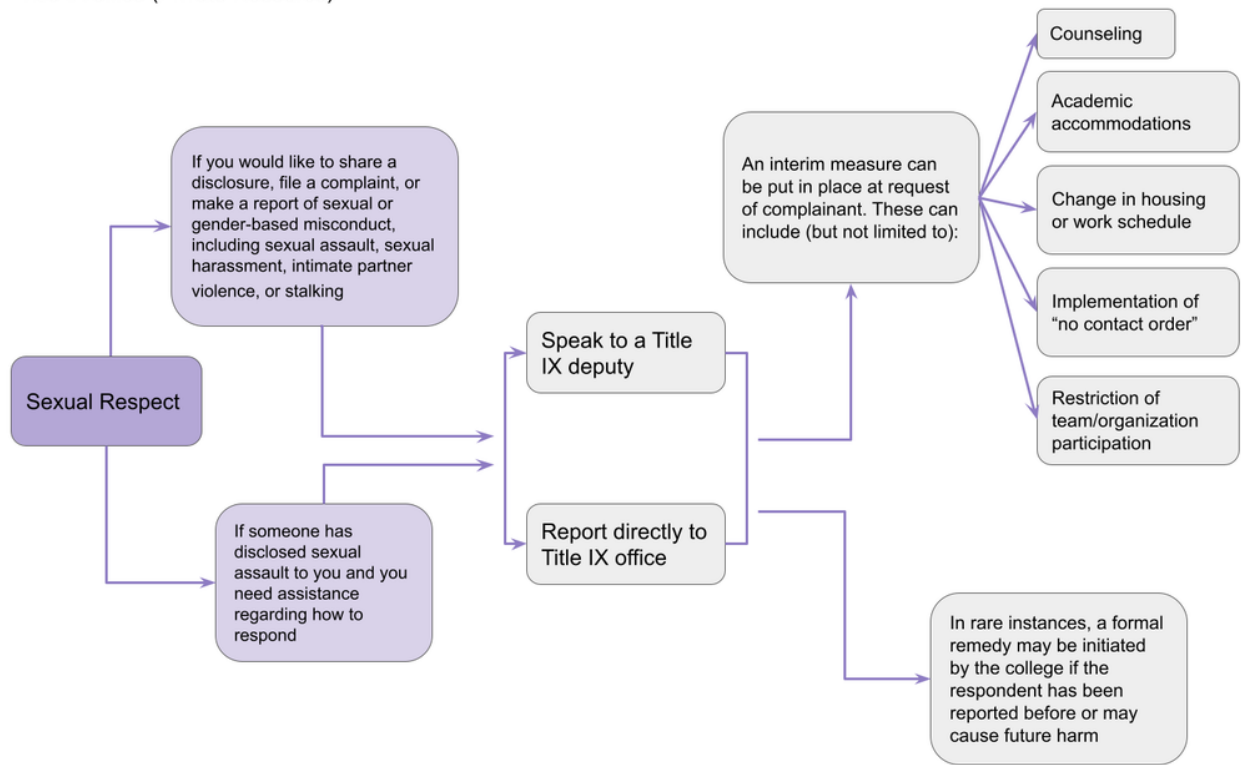 Sexual Respect
If you would like to share a
disclosure, file a complaint, or
make a report of sexual or
gender-based misconduct,
including sexual assault, sexual
harassment, intimate partner
violence, or stalking
If someone has
disclosed sexual
assault to you and you
need assistance
regarding how to
respond
Speak to a Title
IX deputy
Report directly to
Title IX office
An interim measure can
be put in place at request
of complainant. These can
include (but not limited to):
Counseling
Academic
accommodations
Change in housing
or work schedule
Implementation of
“no contact order”
Restriction of
team/organization
participation
In rare instances, a formal
remedy may be initiated
by the college if the
respondent has been
reported before or may
cause future harm